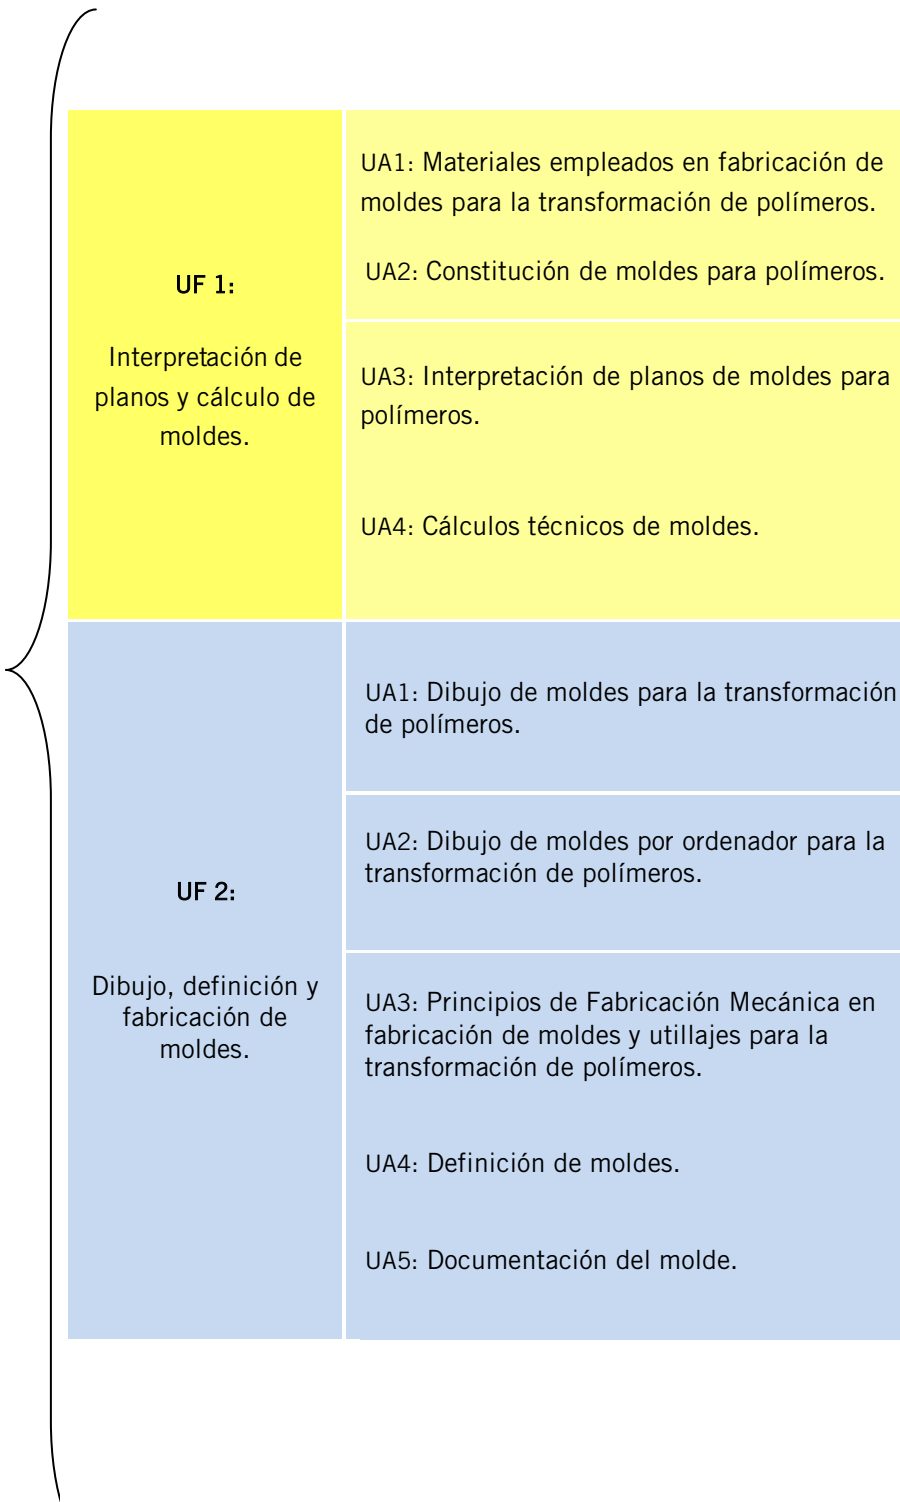 UF 1:
Interpretación de
planos y cálculo de
moldes.
UA1: Materiales empleados en fabricación de
moldes para la transformación de polímeros.
UA2: Constitución de moldes para polímeros.
UA3: Interpretación de planos de moldes para
polímeros.
UA4: Cálculos técnicos de moldes.
UF 2:
Dibujo, definición y
fabricación de
moldes.
UA1: Dibujo de moldes para la transformación
de polímeros.
UA2: Dibujo de moldes por ordenador para la
transformación de polímeros.
UA3: Principios de Fabricación Mecánica en
fabricación de moldes y utillajes para la
transformación de polímeros.
UA4: Definición de moldes.
UA5: Documentación del molde.